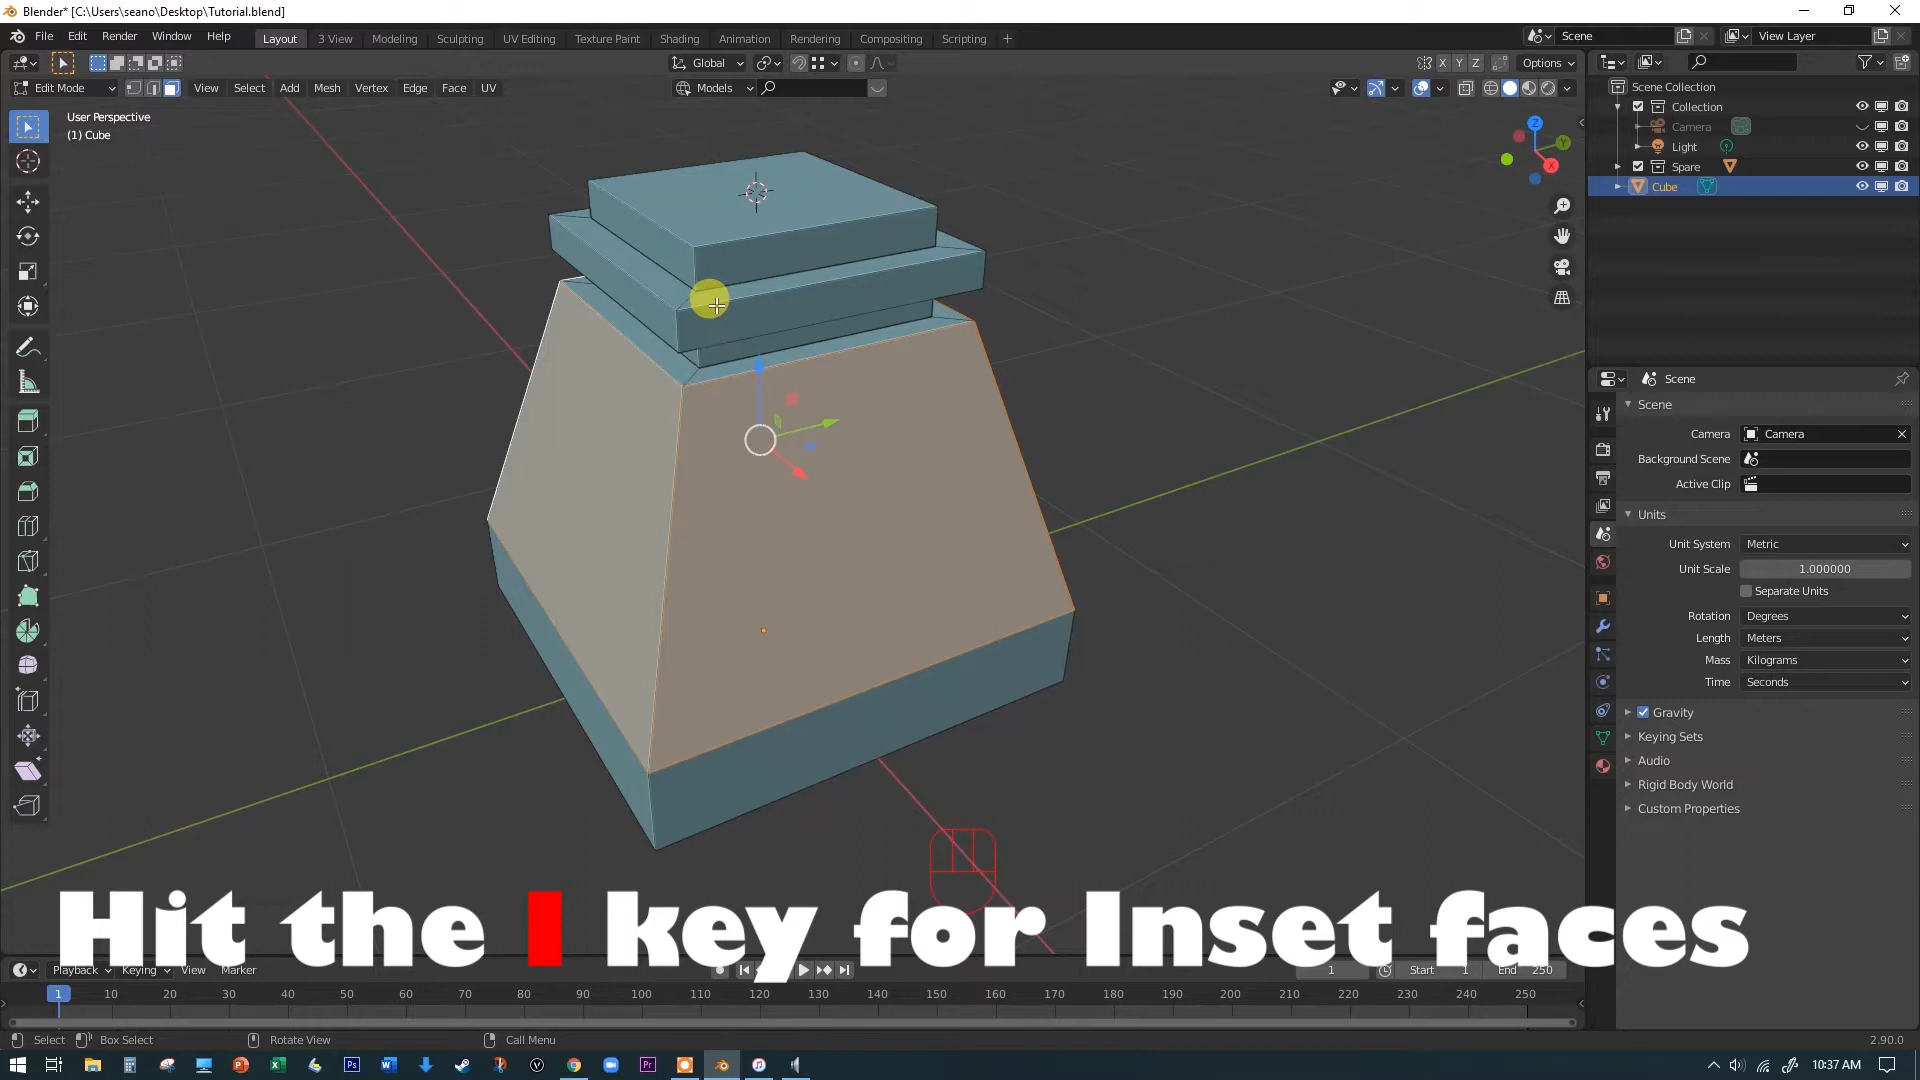 Blender* [C:\Users\seano\Desktop\Tutorial.blend]
File Edit Render Window Help
Layout 3 View Modeling Sculpting UV Editing Texture Paint Shading Animation Rendering Compositing Scripting +
Scene
View Layer
Global
X Y Z
Options
Edit Mode
View Select Add Mesh Vertex Edge Face UV
Models
User Perspective
(1) Cube
Z
Y
X
Scene Collection
Collection
Camera
Light
Spare
Cube
Scene
Scene
Camera Camera
Background Scene
Active Clip
Units
Unit System Metric
Unit Scale 1.000000
Separate Units
Rotation Degrees
Length Meters
Mass Kilograms
Time Seconds
Gravity
Keying Sets
Audio
Rigid Body World
Custom Properties
Hit the I key for Inset faces
Playback Keying View Marker
1 Start 1 End 250
1 10 20 30 40 50 60 70 80 90 100 110 120 130 140 150 160 170 180 190 200 210 220 230 240 250
Select Box Select Rotate View Call Menu
2.90.0
10:37 AM